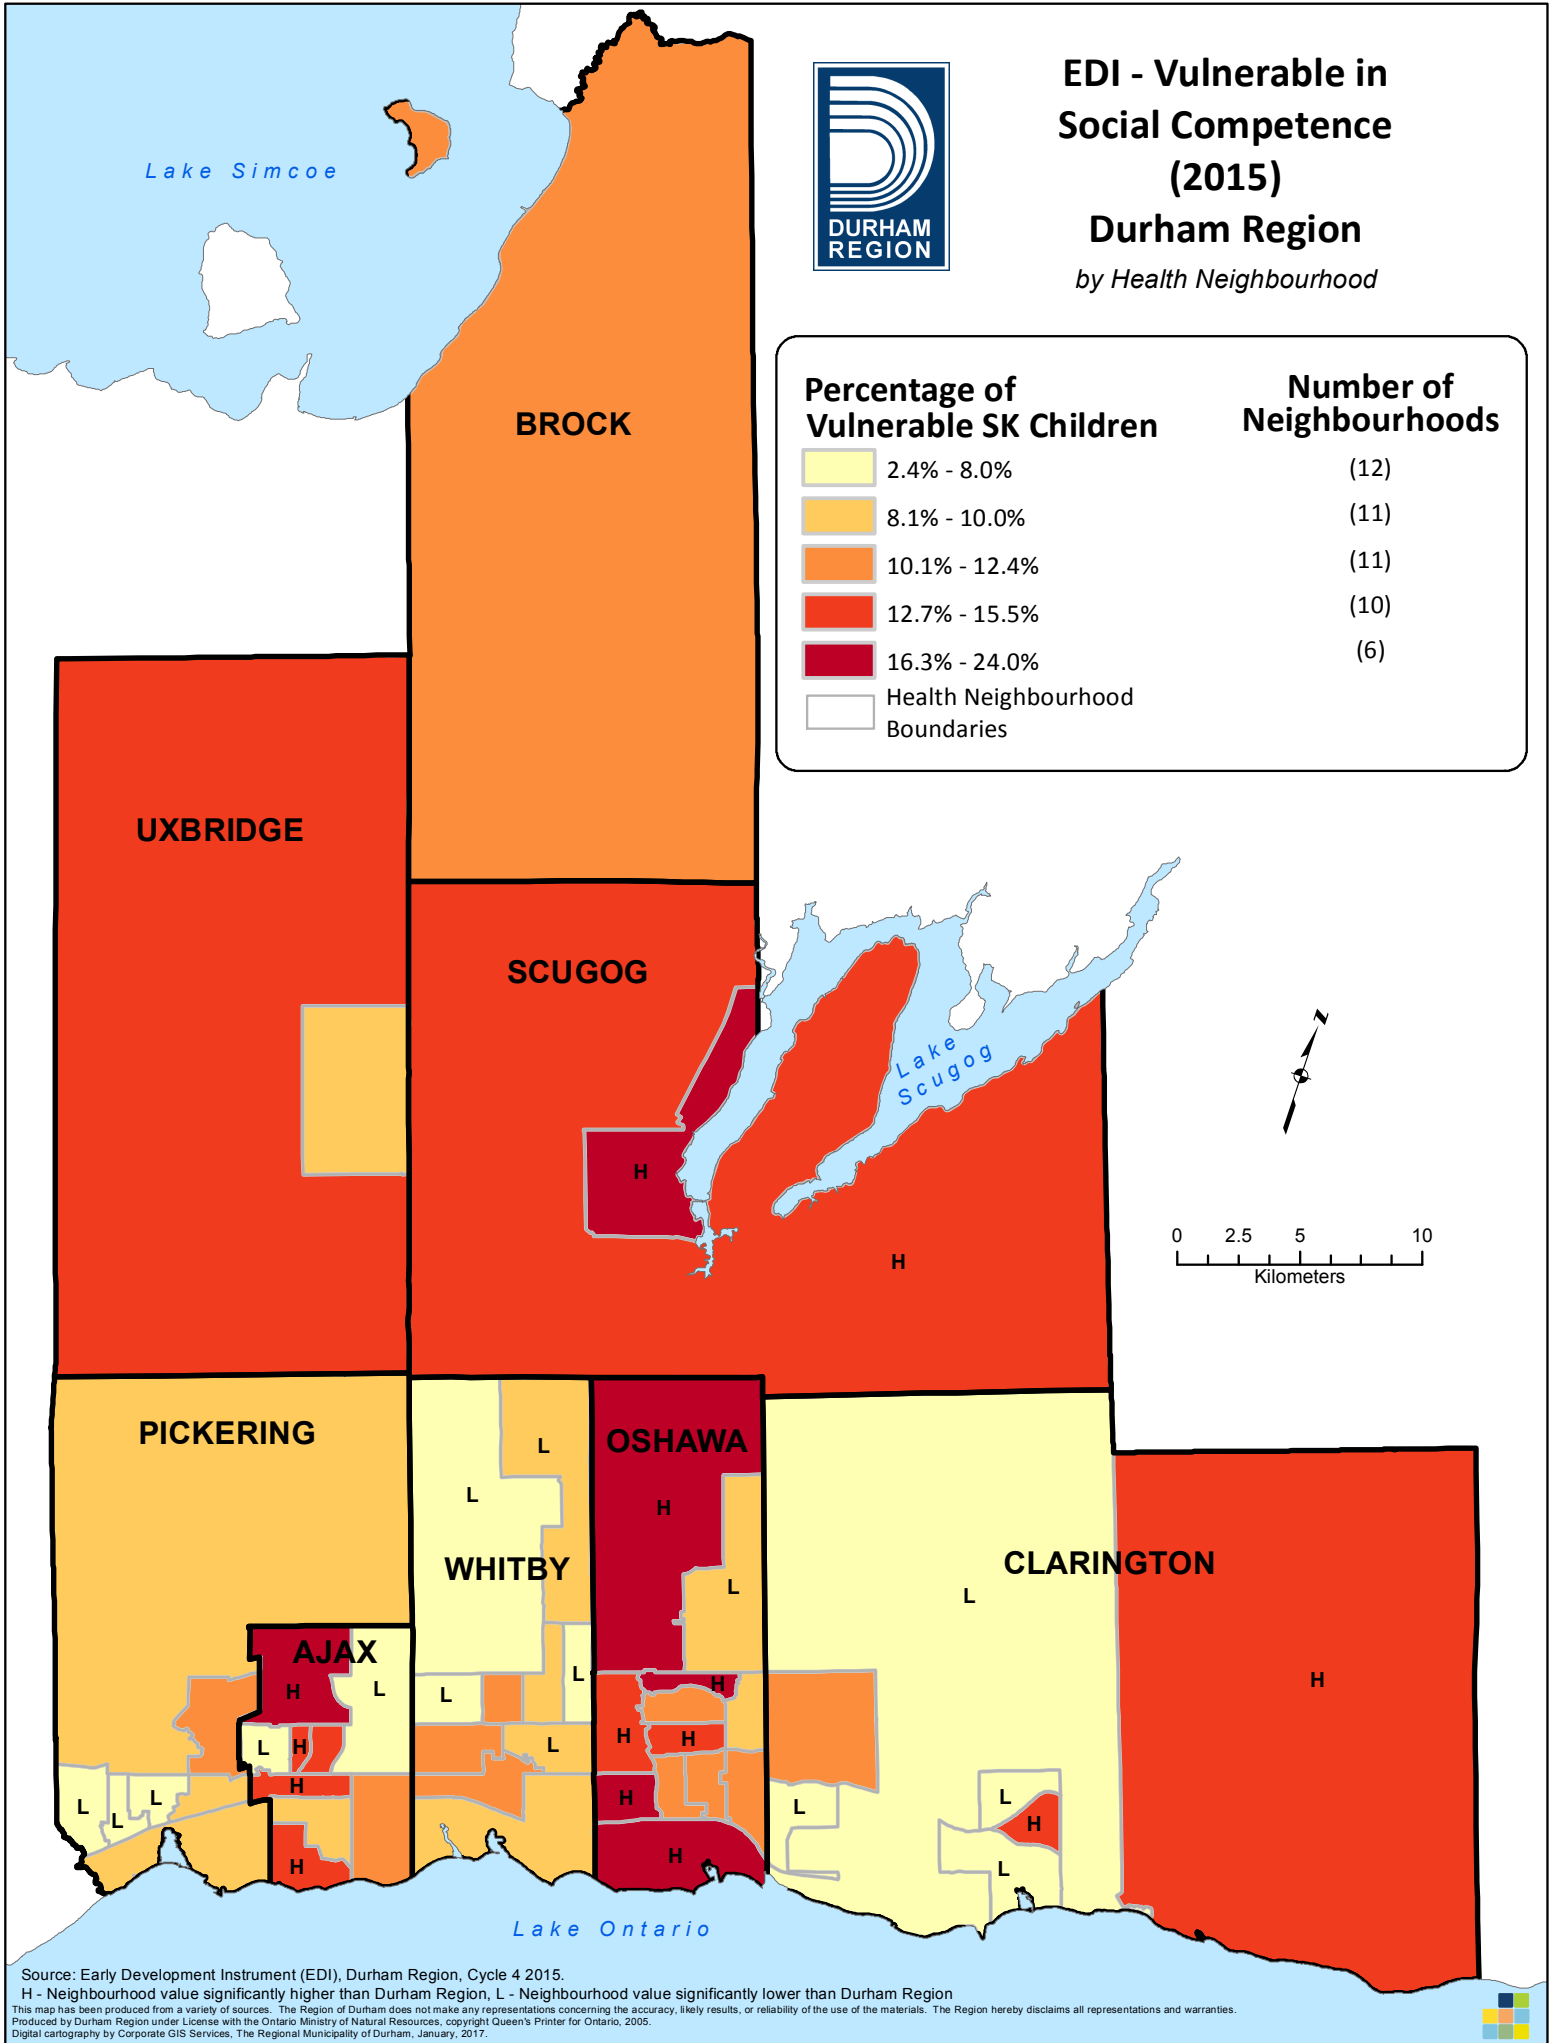 EDI - Vulnerable in
Social Competence
(2015)
Durham Region
by Health Neighbourhood
DURHAM
REGION
Lake Simcoe
Percentage of
Vulnerable SK Children
Number of
Neighbourhoods
2.4% - 8.0%
(12)
8.1% - 10.0%
(11)
10.1% - 12.4%
(11)
12.7% - 15.5%
(10)
16.3% - 24.0%
(6)
Health Neighbourhood
Boundaries
BROCK
UXBRIDGE
SCUGOG
Lake
Scugog
N
H
H
0 2.5 5 10
Kilometers
PICKERING
OSHAWA
L
L
H
WHITBY
CLARINGTON
L
L
AJAX
L
H
H
H
L
L
L
H
H
L
H
L
H
L
L
L
H
H
L
L
H
H
H
L
Lake Ontario
Source: Early Development Instrument (EDI), Durham Region, Cycle 4 2015.
H - Neighbourhood value significantly higher than Durham Region, L - Neighbourhood value significantly lower than Durham Region
This map has been produced from a variety of sources. The Region of Durham does not make any representations concerning the accuracy, likely results, or reliability of the use of the materials. The Region hereby disclaims all representations and warranties.
Produced by Durham Region under License with the Ontario Ministry of Natural Resources, copyright Queen's Printer for Ontario, 2005.
Digital cartography by Corporate GIS Services, The Regional Municipality of Durham, January, 2017.